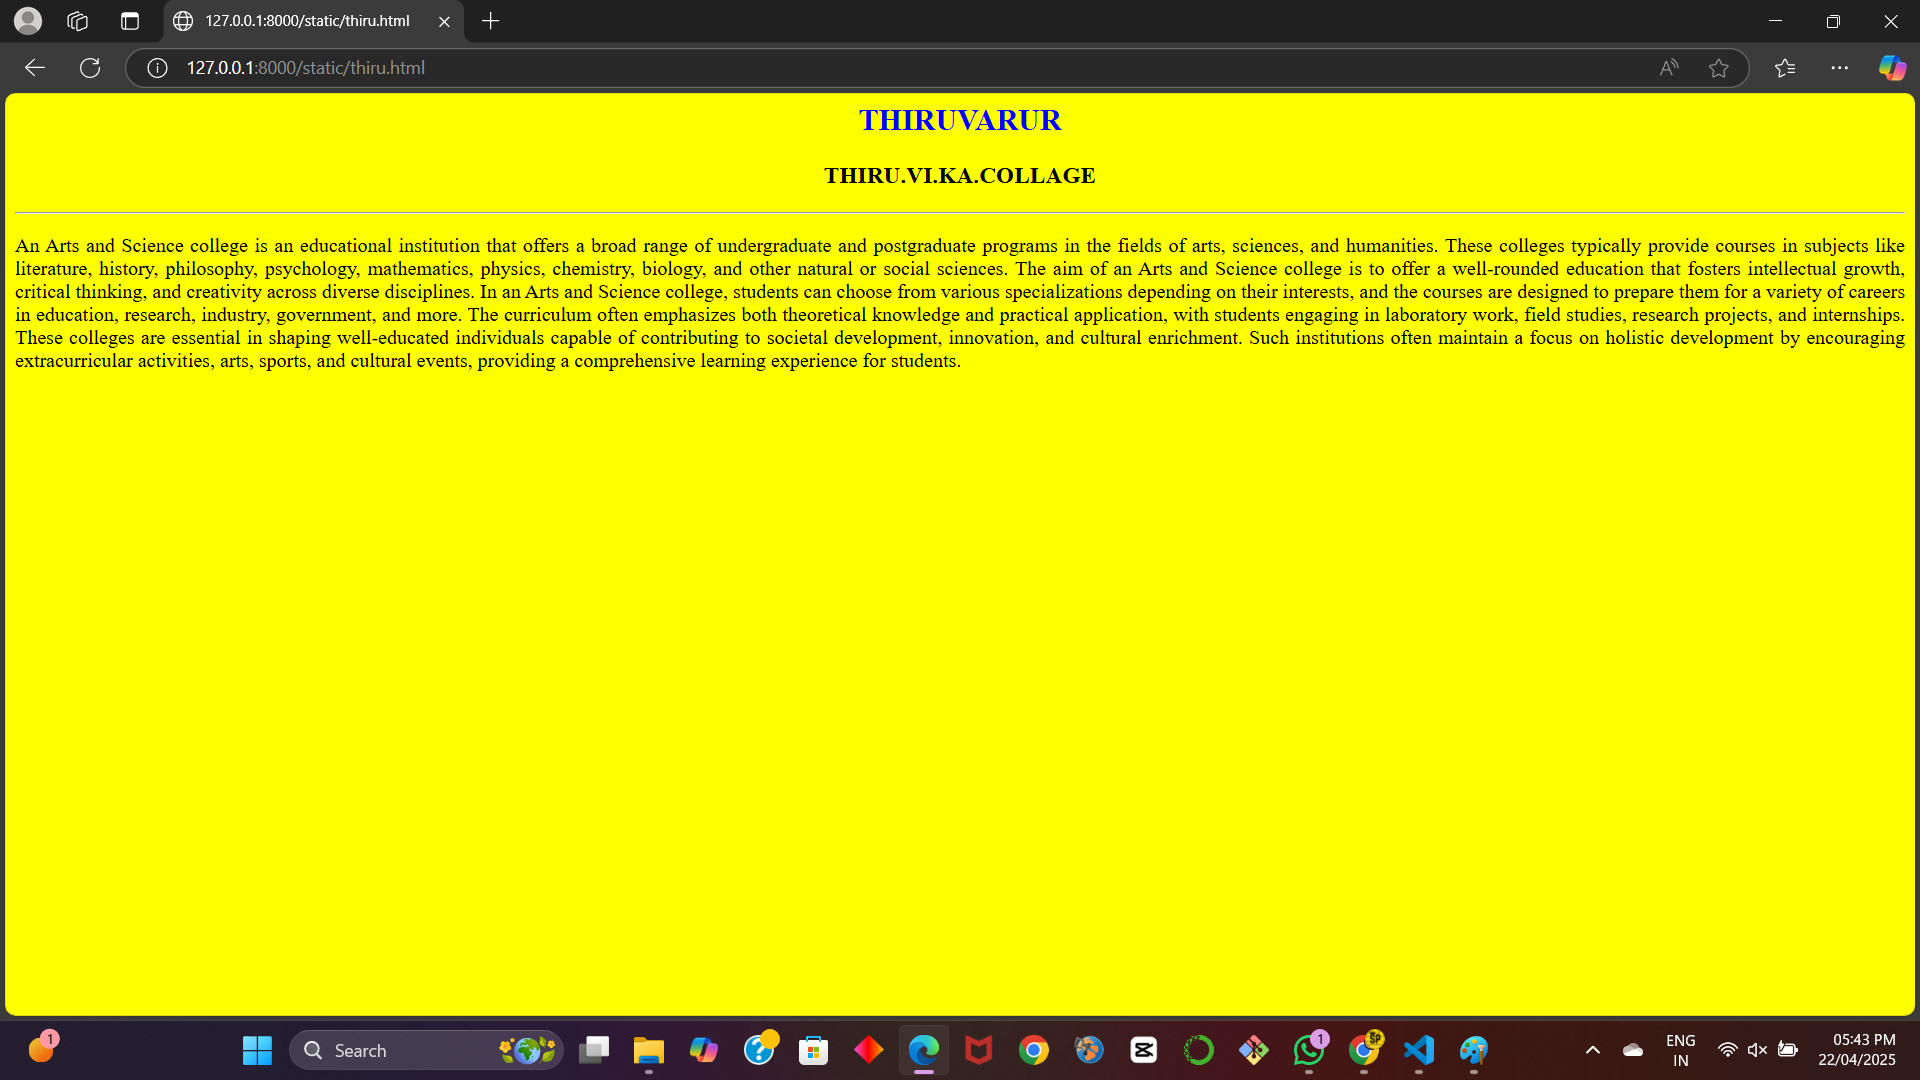 127.0.0.1:8000/static/thiru.html
127.0.0.1:8000/static/thiru.html
THIRUVARUR
THIRU.VI.KA.COLLAGE
An Arts and Science college is an educational institution that offers a broad range of undergraduate and postgraduate programs in the fields of arts, sciences, and humanities. These colleges typically provide courses in subjects like
literature, history, philosophy, psychology, mathematics, physics, chemistry, biology, and other natural or social sciences. The aim of an Arts and Science college is to offer a well-rounded education that fosters intellectual growth,
critical thinking, and creativity across diverse disciplines. In an Arts and Science college, students can choose from various specializations depending on their interests, and the courses are designed to prepare them for a variety of careers
in education, research, industry, government, and more. The curriculum often emphasizes both theoretical knowledge and practical application, with students engaging in laboratory work, field studies, research projects, and internships.
These colleges are essential in shaping well-educated individuals capable of contributing to societal development, innovation, and cultural enrichment. Such institutions often maintain a focus on holistic development by encouraging
extracurricular activities, arts, sports, and cultural events, providing a comprehensive learning experience for students.
1
Search
1
SP
ENG
IN
05:43 PM
22/04/2025